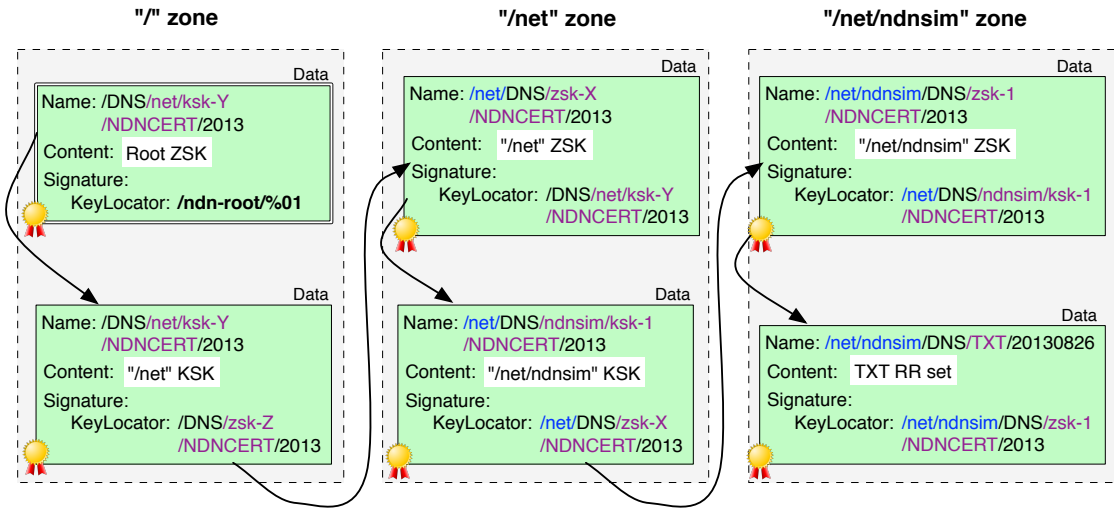 "/" zone
Data
Name: /DNS/net/ksk-Y
/NDNCERT/2013
Content: Root ZSK
Signature:
KeyLocator: /ndn-root/%01
Data
Name: /DNS/net/ksk-Y
/NDNCERT/2013
Content: "/net" KSK
Signature:
KeyLocator: /DNS/zsk-Z
/NDNCERT/2013
"/net" zone
Data
Name: /net/DNS/zsk-X
/NDNCERT/2013
Content: "/net" ZSK
Signature:
KeyLocator: /DNS/net/ksk-Y
/NDNCERT/2013
Data
Name: /net/DNS/ndnsim/ksk-1
/NDNCERT/2013
Content: "/net/ndnsim" KSK
Signature:
KeyLocator: /net/DNS/zsk-X
/NDNCERT/2013
"/net/ndnsim" zone
Data
Name: /net/ndnsim/DNS/zsk-1
/NDNCERT/2013
Content: "/net/ndnsim" ZSK
Signature:
KeyLocator: /net/DNS/ndnsim/ksk-1
/NDNCERT/2013
Data
Name: /net/ndnsim/DNS/TXT/20130826
Content: TXT RR set
Signature:
KeyLocator: /net/ndnsim/DNS/zsk-1
/NDNCERT/2013